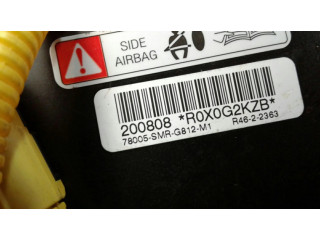 SIDE
AIRBAG
200808 *R0X0G2KZB*
78005-SMR-G812-M1 R46-2-2363